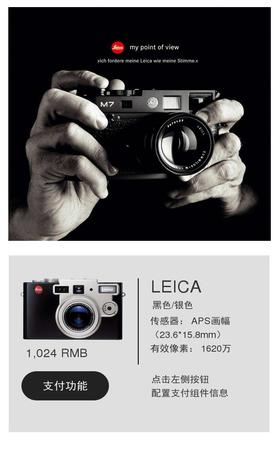 Leica my point of view
»ich fordere meine Leica wie meine Stimme.«
M7
LEICA
黑色/银色
传感器： APS画幅
（23.6*15.8mm）
有效像素： 1620万
1,024 RMB
支付功能
点击左侧按钮
配置支付组件信息